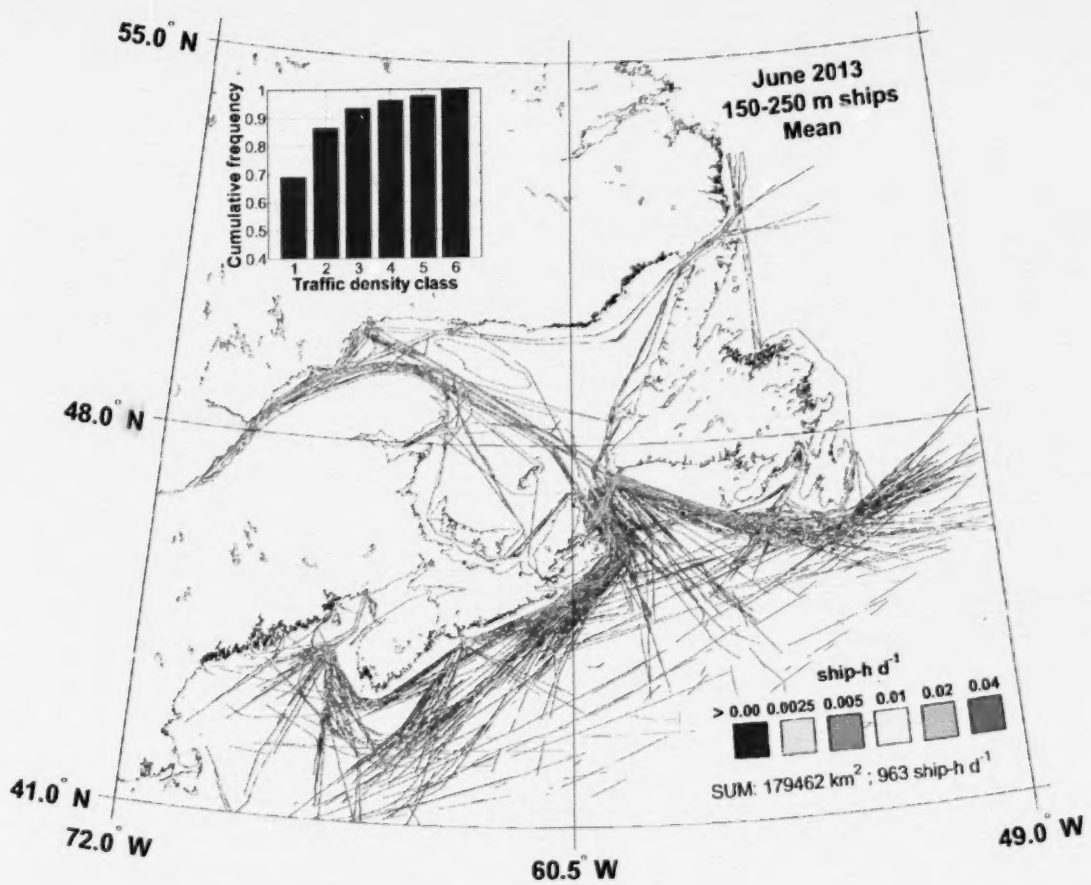 55.0° N
June 2013
150-250 m ships
Mean
Cumulative frequency
1
0.9
0.8
0.7
0.6
0.5
0.4
1 2 3 4 5 6
Traffic density class
48.0° N
ship-h d⁻¹
> 0.00 0.0025 0.005 0.01 0.02 0.04
SUM: 179462 km² ; 963 ship-h d⁻¹
41.0° N
72.0° W
60.5° W
49.0° W